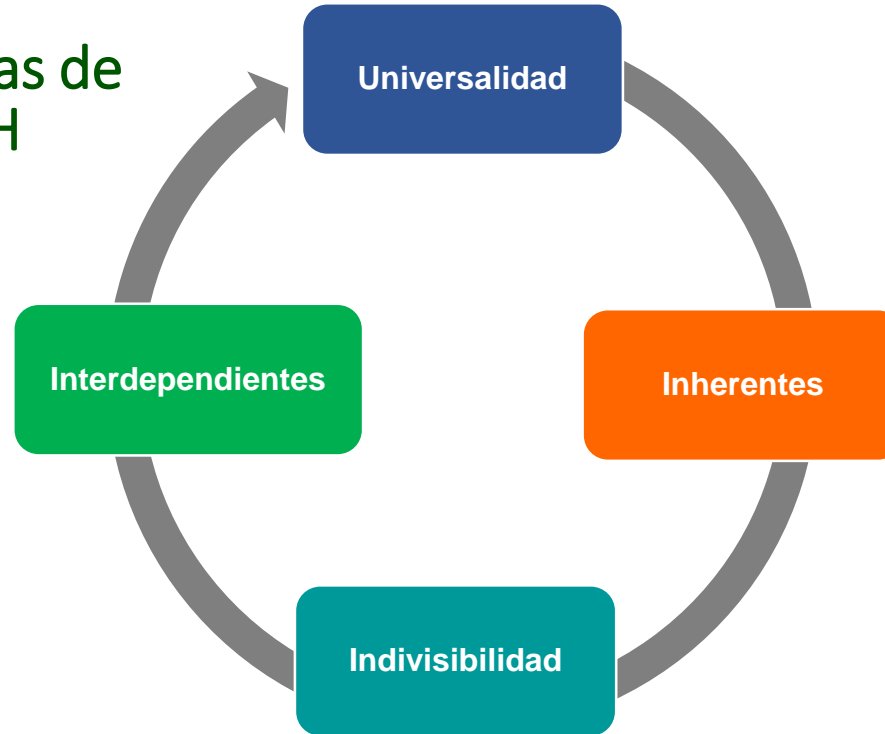 as de
H
Universalidad
Interdependientes
Inherentes
Indivisibilidad